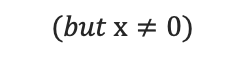 (but x ≠ 0)